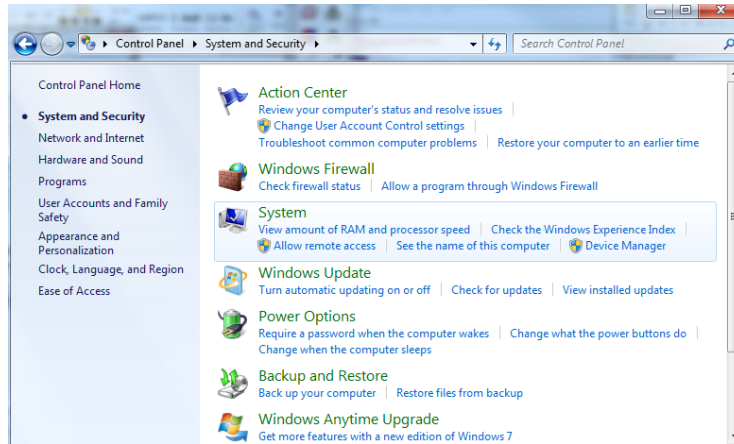 Control Panel System and Security Search Control Panel
Control Panel Home
System and Security
Network and Internet
Hardware and Sound
Programs
User Accounts and Family
Safety
Appearance and
Personalization
Clock, Language, and Region
Ease of Access
Action Center
Review your computer's status and resolve issues
Change User Account Control settings
Troubleshoot common computer problems Restore your computer to an earlier time
Windows Firewall
Check firewall status Allow a program through Windows Firewall
System
View amount of RAM and processor speed Check the Windows Experience Index
Allow remote access See the name of this computer Device Manager
Windows Update
Turn automatic updating on or off Check for updates View installed updates
Power Options
Require a password when the computer wakes Change what the power buttons do
Change when the computer sleeps
Backup and Restore
Back up your computer Restore files from backup
Windows Anytime Upgrade
Get more features with a new edition of Windows 7